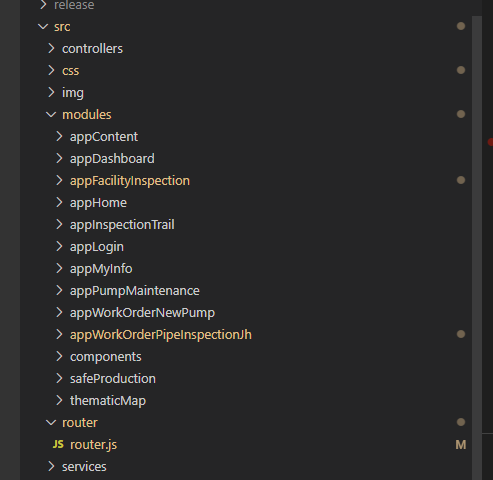 release
src
controllers
css
img
modules
appContent
appDashboard
appFacilityInspection
appHome
appInspectionTrail
appLogin
appMyInfo
appPumpMaintenance
appWorkOrderNewPump
appWorkOrderPipeInspectionJh
components
safeProduction
thematicMap
router
JS router.js M
services